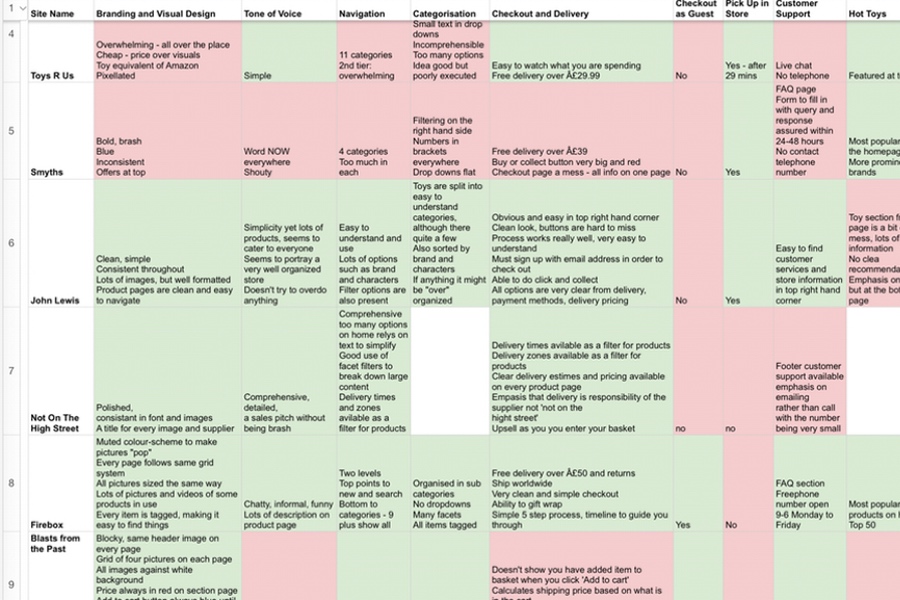 1
Site Name
Branding and Visual Design
Tone of Voice
Navigation
Categorisation
Checkout and Delivery
Checkout
as Guest
Pick Up in
Store
Customer
Support
Hot Toys
4
Toys R Us
Overwhelming - all over the place
Cheap - price over visuals
Toy equivalent of Amazon
Pixellated
Simple
11 categories
2nd tier:
overwhelming
Small text in drop
downs
Incomprehensible
Too many options
Idea good but
poorly executed
Easy to watch what you are spending
Free delivery over Â£29.99
No
Yes - after
29 mins
Live chat
No telephone
Featured at t
5
Smyths
Bold, brash
Blue
Inconsistent
Offers at top
Word NOW
everywhere
Shouty
4 categories
Too much in
each
Filtering on the
right hand side
Numbers in
brackets
everywhere
Drop downs flat
Free delivery over Â£39
Buy or collect button very big and red
Checkout page a mess - all info on one page
No
Yes
FAQ page
Form to fill in
with query and
response
assured within
24-48 hours
No contact
telephone
number
Most popular
the homepag
More promin
brands
6
John Lewis
Clean, simple
Consistent throughout
Lots of images, but well formatted
Product pages are clean and easy
to navigate
Simplicity yet lots of
products, seems to
cater to everyone
Seems to portray a
very well organized
store
Doesn't try to overdo
anything
Easy to
understand and
use
Lots of options
such as brand
and characters
Filter options are
also present
Toys are split into
easy to
understand
categories,
although there
quite a few
Also sorted by
brand and
characters
If anything it might
be "over"
organized
Obvious and easy in top right hand corner
Clean look, buttons are hard to miss
Process works really well, very easy to
understand
Must sign up with email address in order to
check out
Able to do click and collect
All options are very clear from delivery,
payment methods, delivery pricing
No
Yes
Easy to find
customer
services and
store information
in top right hand
corner
Toy section fr
page is a bit
mess, lots of
information
No clea
recommenda
Emphasis on
but at the bot
page
7
Not On The
High Street
Polished,
consistant in font and images
A title for every image and supplier
Comprehensive,
detailed,
a sales pitch without
being brash
Comprehensive
too many options
on home relys on
text to simplify
Good use of
facet filters to
break down large
content
Delivery times
and zones
avilable as a
filter for products
Delivery times avilable as a filter for products
Delivery zones available as a filter for
products
Clear delivery estimes and pricing available
on every product page
Empasis that delivery is responsibility of the
supplier not 'not on the
hight street'
Upsell as you you enter your basket
no
no
Footer customer
support available
emphasis on
emailing
rather than call
with the number
being very small
8
Firebox
Muted colour-scheme to make
pictures "pop"
Every page follows same grid
system
All pictures sized the same way
Lots of pictures and videos of some
products in use
Every item is tagged, making it
easy to find things
Chatty, informal, funny
Lots of description on
product page
Two levels
Top points to
new and search
Bottom to
categories - 9
plus show all
Organised in sub
categories
No dropdowns
Many facets
All items tagged
Free delivery over Â£50 and returns
Ship worldwide
Very clean and simple checkout
Ability to gift wrap
Simple 5 step process, timeline to guide you
through
Yes
No
FAQ section
Freephone
number open
9-6 Monday to
Friday
Most popular
products on h
Top 50
9
Blasts from
the Past
Blocky, same header image on
every page
Grid of four pictures on each page
All images against white
background
Price always in red on section page
Add to cart button always blue until
Doesn't show you have added item to
basket when you click 'Add to cart'
Calculates shipping price based on what is
in the cart